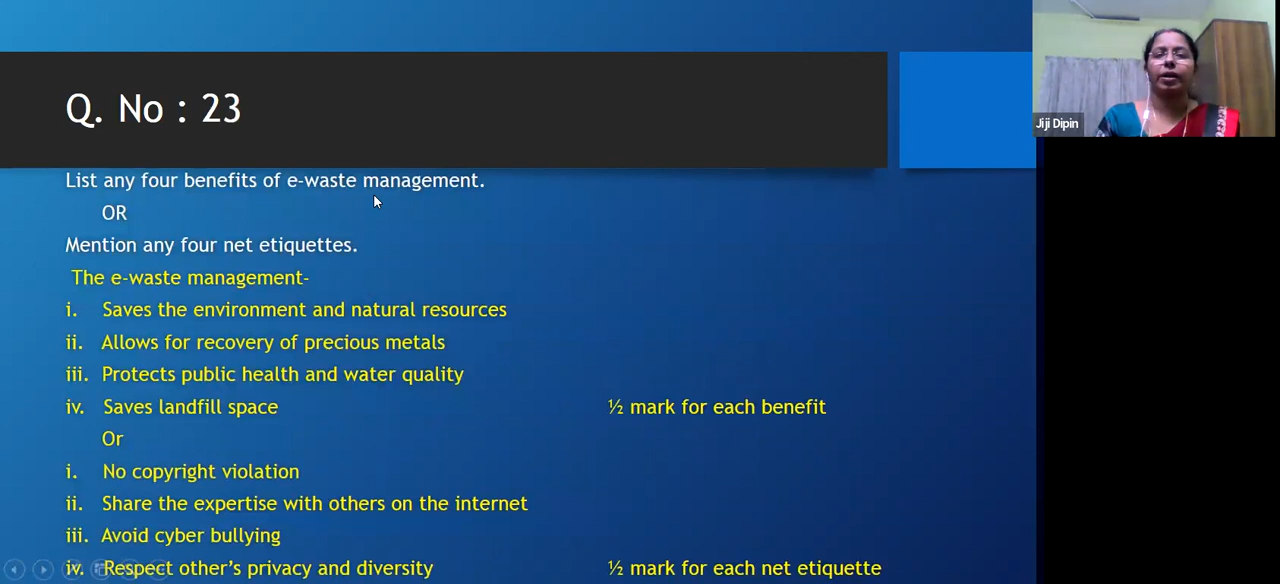 Q. No : 23
Jiji Dipin
List any four benefits of e-waste management.
OR
Mention any four net etiquettes.
The e-waste management-
i. Saves the environment and natural resources
ii. Allows for recovery of precious metals
iii. Protects public health and water quality
iv. Saves landfill space ½ mark for each benefit
Or
i. No copyright violation
ii. Share the expertise with others on the internet
iii. Avoid cyber bullying
iv. Respect other's privacy and diversity ½ mark for each net etiquette